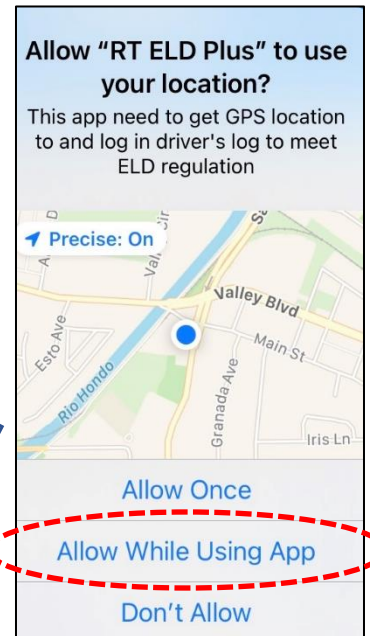 Allow “RT ELD Plus” to use
your location?
This app need to get GPS location
to and log in driver's log to meet
ELD regulation
Precise: On
Valley Blvd
Main St
Esto Ave
Rio Hondo
Granada Ave
Iris Ln
Allow Once
Allow While Using App
Don’t Allow